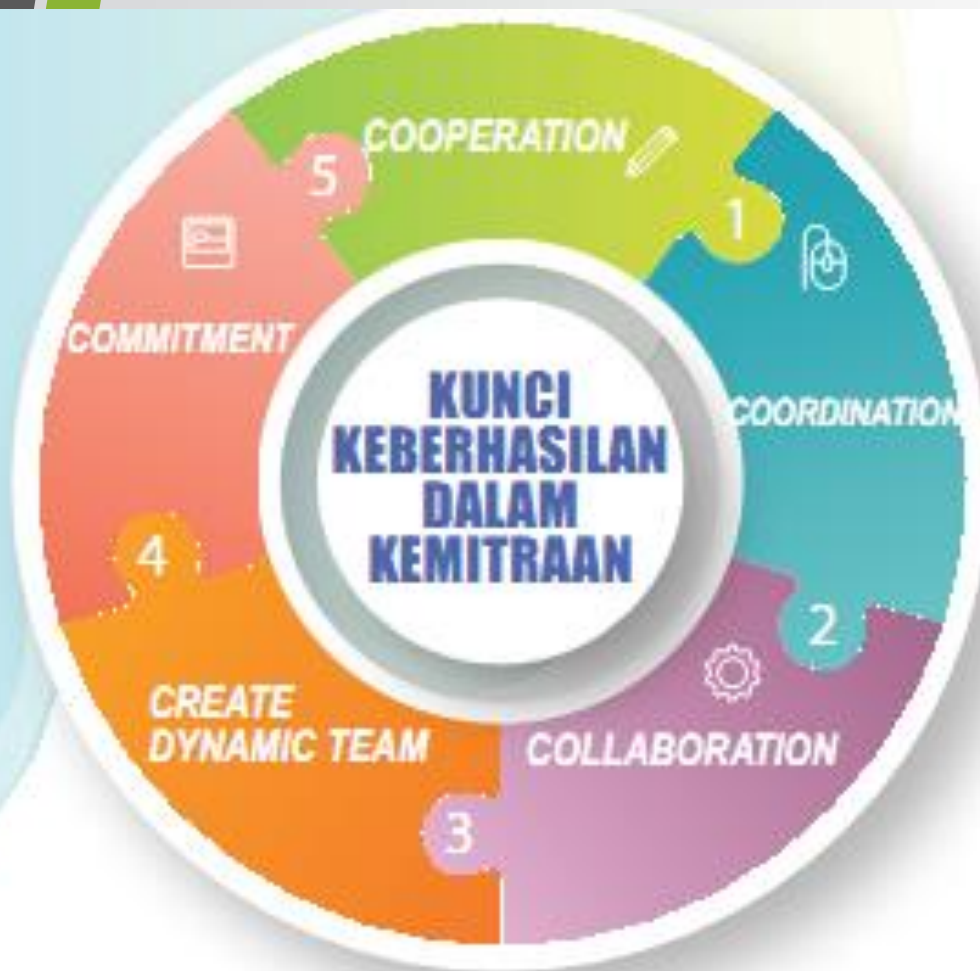 COOPERATION
1
COORDINATION
2
COLLABORATION
3
CREATE
DYNAMIC TEAM
4
COMMITMENT
5
KUNCI
KEBERHASILAN
DALAM
KEMITRAAN